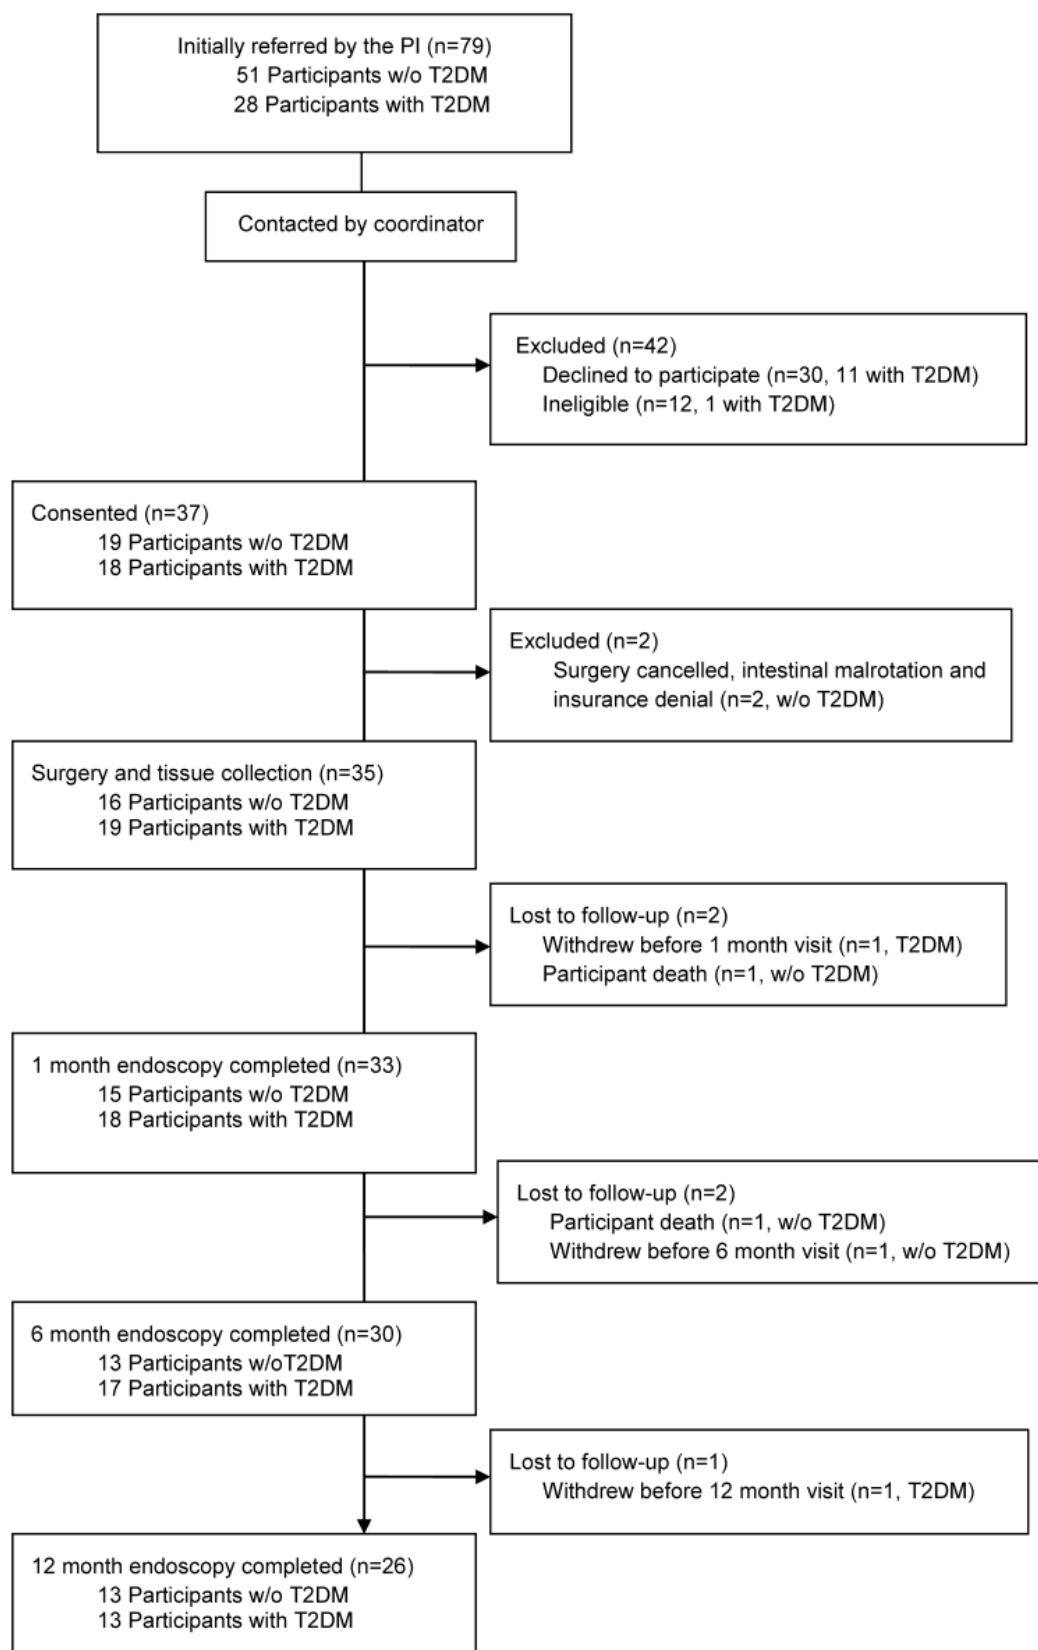 Initially referred by the PI (n=79)
51 Participants w/o T2DM
28 Participants with T2DM
Contacted by coordinator
Excluded (n=42)
Declined to participate (n=30, 11 with T2DM)
Ineligible (n=12, 1 with T2DM)
Consented (n=37)
19 Participants w/o T2DM
18 Participants with T2DM
Excluded (n=2)
Surgery cancelled, intestinal malrotation and
insurance denial (n=2, w/o T2DM)
Surgery and tissue collection (n=35)
16 Participants w/o T2DM
19 Participants with T2DM
Lost to follow-up (n=2)
Withdrew before 1 month visit (n=1, T2DM)
Participant death (n=1, w/o T2DM)
1 month endoscopy completed (n=33)
15 Participants w/o T2DM
18 Participants with T2DM
Lost to follow-up (n=2)
Participant death (n=1, w/o T2DM)
Withdrew before 6 month visit (n=1, w/o T2DM)
6 month endoscopy completed (n=30)
13 Participants w/oT2DM
17 Participants with T2DM
Lost to follow-up (n=1)
Withdrew before 12 month visit (n=1, T2DM)
12 month endoscopy completed (n=26)
13 Participants w/o T2DM
13 Participants with T2DM